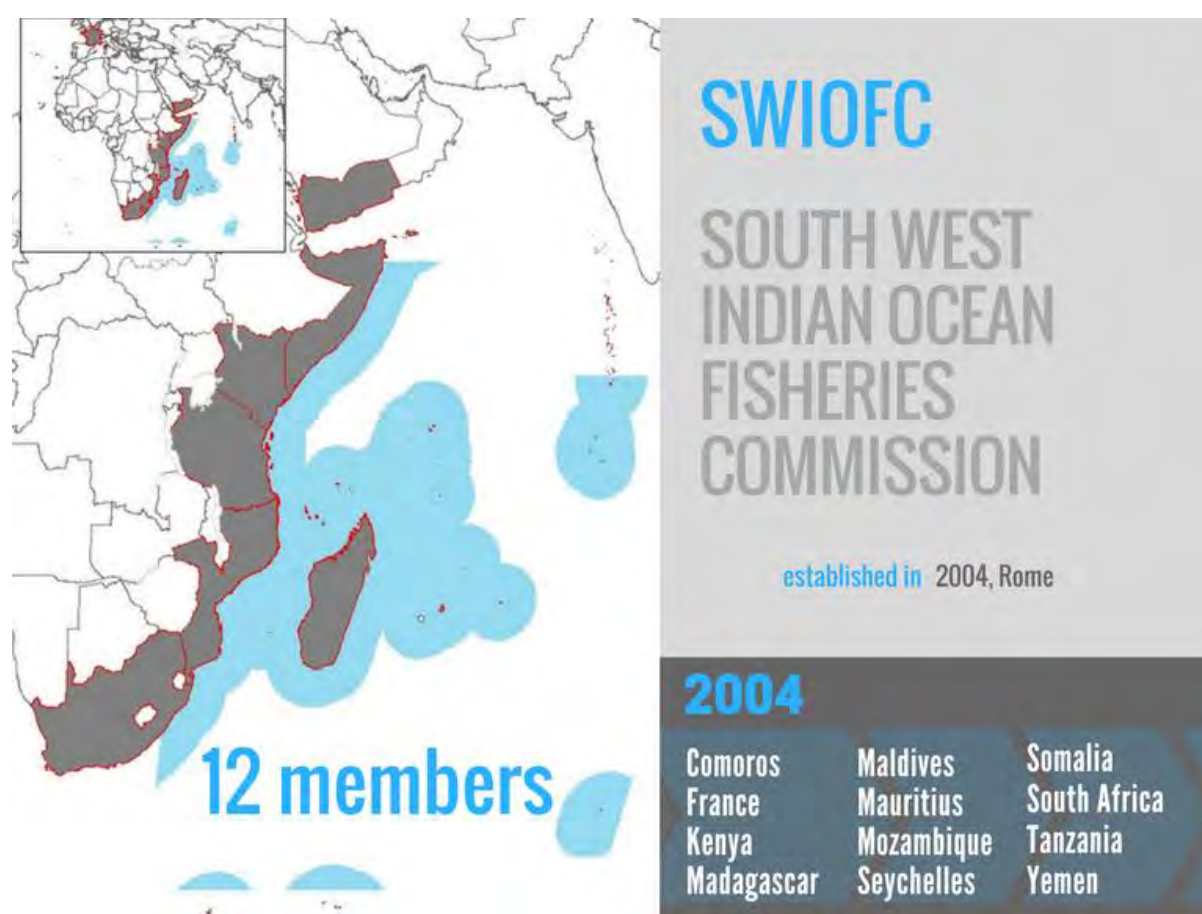 SWIOFC
SOUTH WEST
INDIAN OCEAN
FISHERIES
COMMISSION
established in 2004, Rome
12 members
2004
Comoros
France
Kenya
Madagascar
Maldives
Mauritius
Mozambique
Seychelles
Somalia
South Africa
Tanzania
Yemen